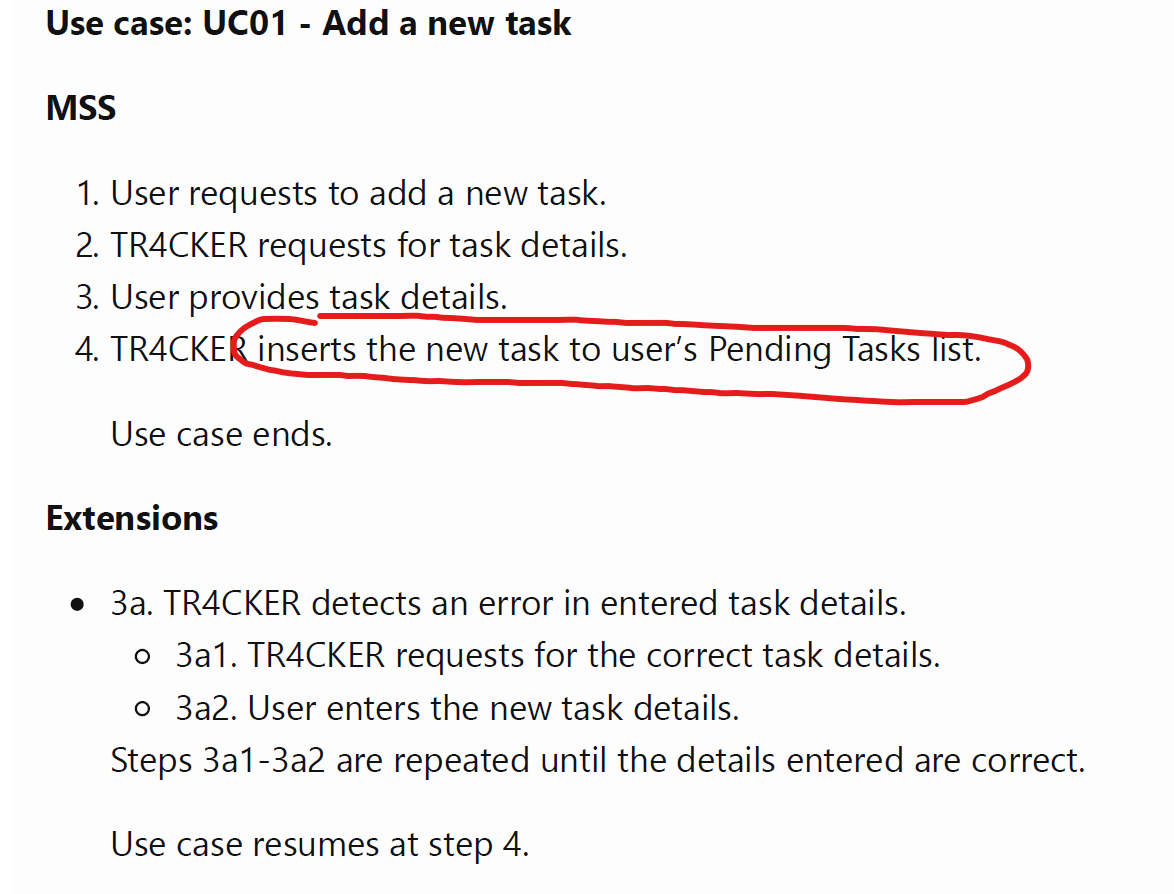 Use case: UC01 - Add a new task
MSS
1. User requests to add a new task.
2. TR4CKER requests for task details.
3. User provides task details.
4. TR4CKER inserts the new task to user’s Pending Tasks list.
Use case ends.
Extensions
• 3a. TR4CKER detects an error in entered task details.
○ 3a1. TR4CKER requests for the correct task details.
○ 3a2. User enters the new task details.
Steps 3a1-3a2 are repeated until the details entered are correct.
Use case resumes at step 4.